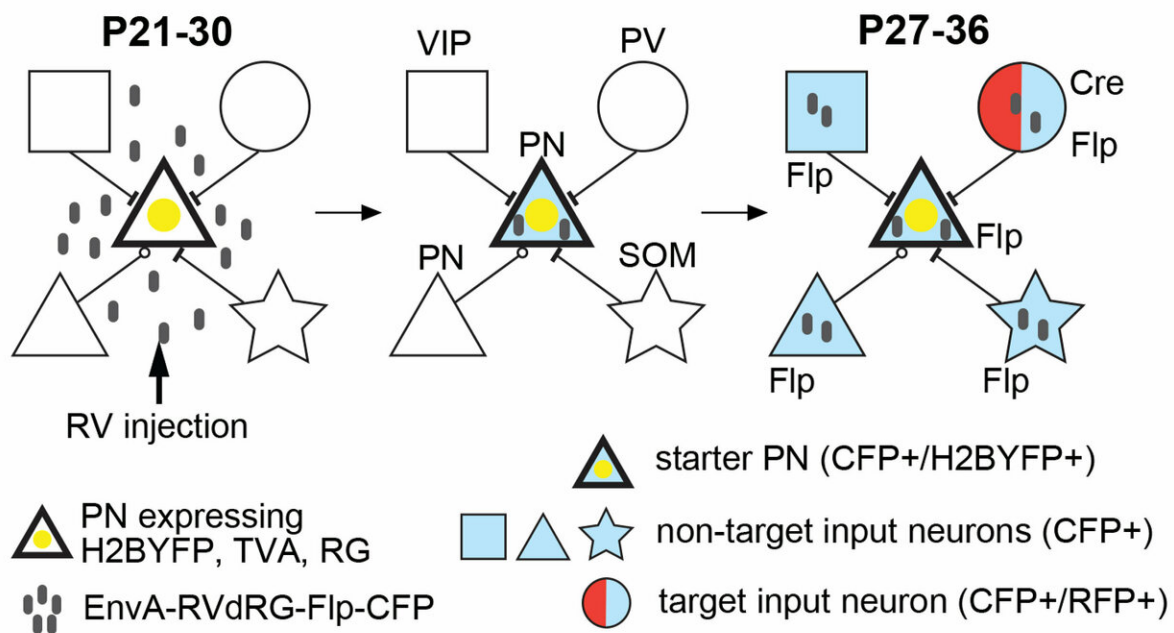 P21-30
P27-36
VIP
PV
PN
PN
SOM
RV injection
Cre
Flp
Flp
Flp
Flp
Flp
PN expressing
H2BYFP, TVA, RG
EnvA-RVdRG-Flp-CFP
starter PN (CFP+/H2BYFP+)
non-target input neurons (CFP+)
target input neuron (CFP+/RFP+)